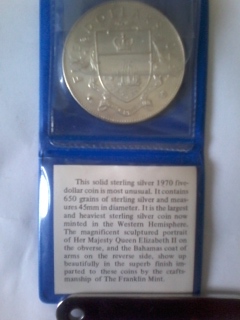 This solid sterling silver 1970 five-
dollar coin is most unusual. It contains
650 grains of sterling silver and meas-
ures 45mm in diameter. It is the largest
and heaviest sterling silver coin now
minted in the Western Hemisphere.
The magnificent sculptured portrait
of Her Majesty Queen Elizabeth II on
the obverse, and the Bahamas coat of
arms on the reverse side, show up
beautifully in the superb finish im-
parted to these coins by the crafts-
manship of The Franklin Mint.